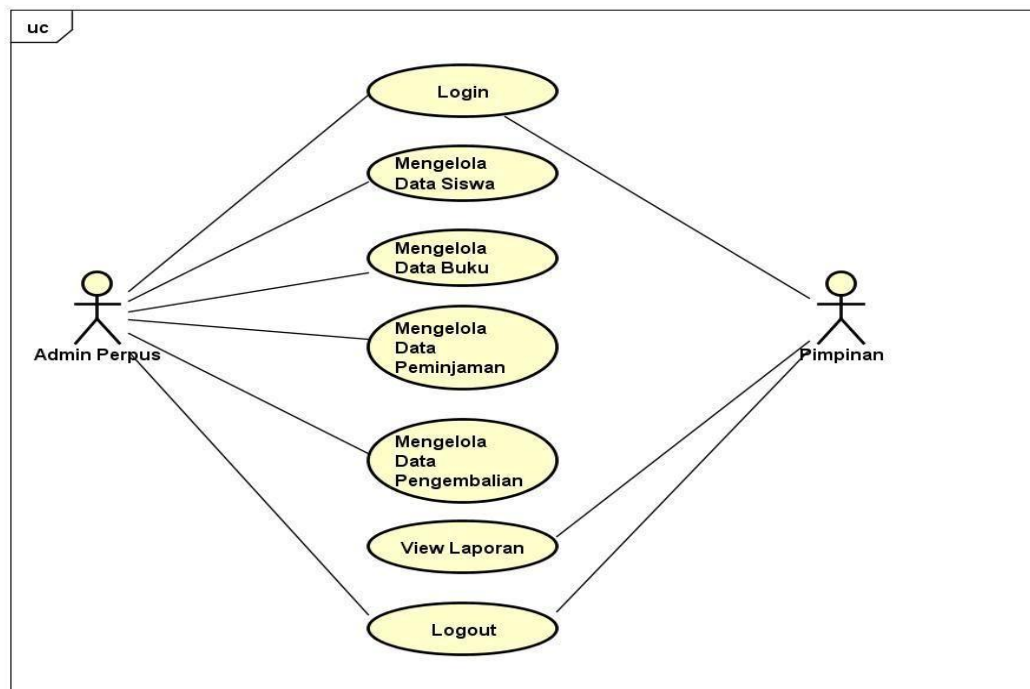 uc
Login
Mengelola
Data Siswa
Mengelola
Data Buku
Mengelola
Data
Peminjaman
Admin Perpus
Pimpinan
Mengelola
Data
Pengembalian
View Laporan
Logout